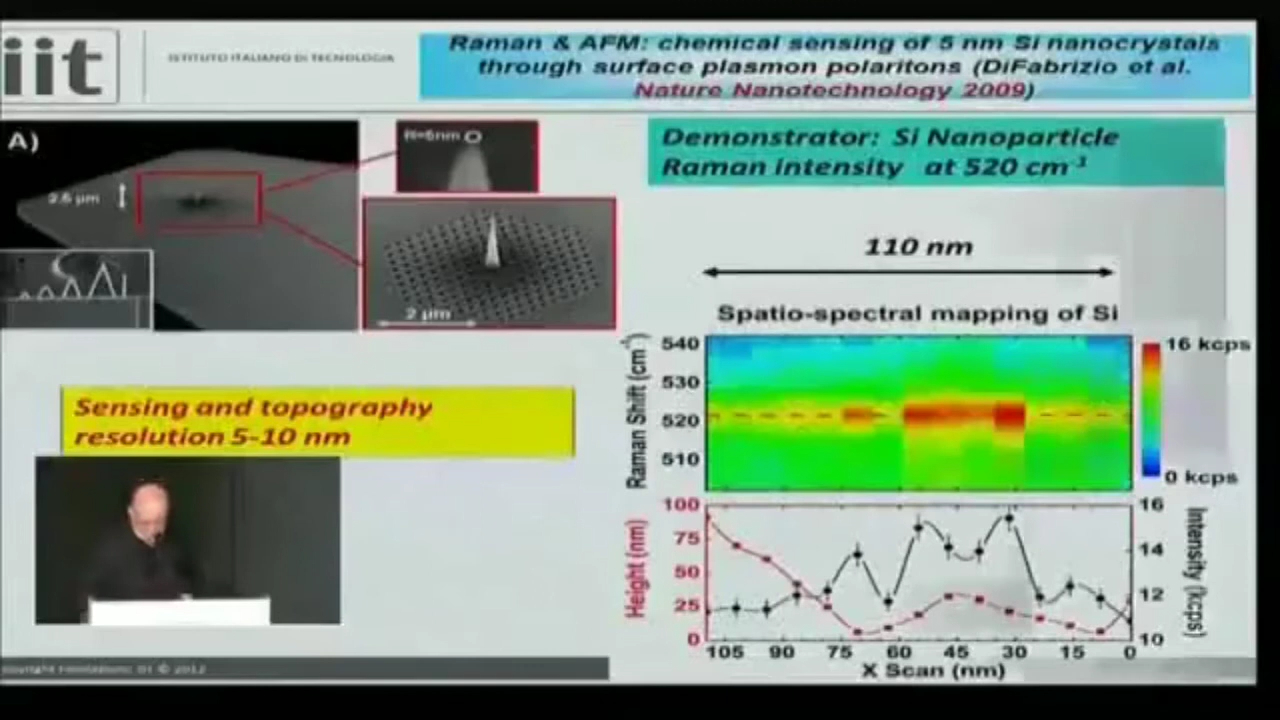 iit
ISTITUTO ITALIANO DI TECNOLOGIA
Raman & AFM: chemical sensing of 5 nm Si nanocrystals
through surface plasmon polaritons (DiFabrizio et al.
Nature Nanotechnology 2009)
A)
2.5 µm
R=5nm
2 µm
Demonstrator: Si Nanoparticle
Raman intensity at 520 cm⁻¹
110 nm
Spatio-spectral mapping of Si
Raman Shift (cm⁻¹)
540
530
520
510
16 kcps
0 kcps
Sensing and topography
resolution 5-10 nm
Height (nm)
100
75
50
25
0
16
14
12
10
Intensity (kcps)
105 90 75 60 45 30 15 0
X Scan (nm)
© 2012